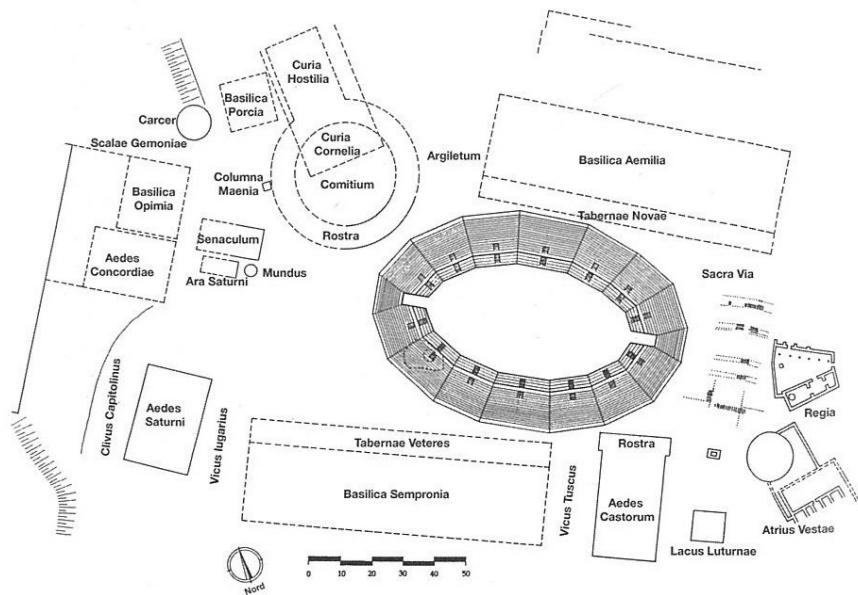 Curia
Hostilia
Basilica
Porcia
Carcer
Scalae Gemoniae
Curia
Cornelia
Comitium
Argiletum
Basilica Aemilia
Basilica
Opimia
Columna
Maenia
Tabernae Novae
Senaculum
Rostra
Aedes
Concordiae
Mundus
Ara Saturni
Sacra Via
Clivus Capitolinus
Aedes
Saturni
Vicus Iugarius
Tabernae Veteres
Basilica Sempronia
Vicus Tuscus
Rostra
Aedes
Castorum
Regia
Atrius Vestae
Lacus Luturnae
Nord
0 10 20 30 40 50